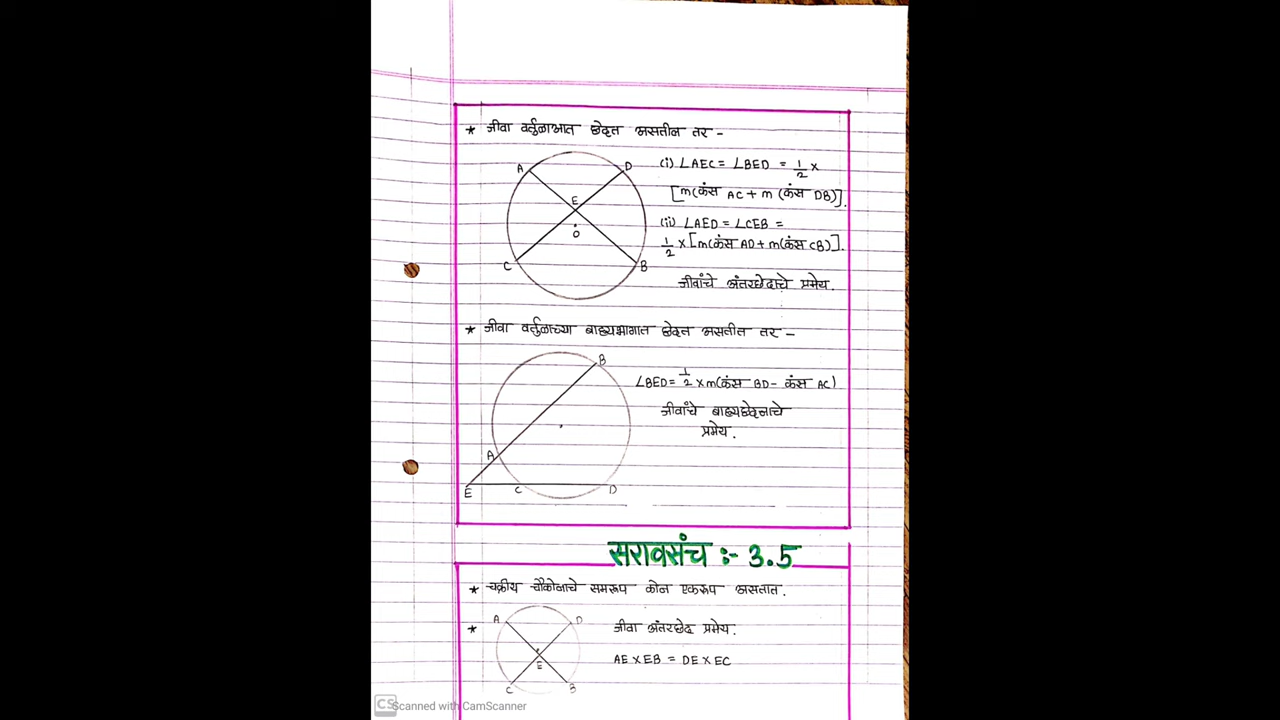 * जीवा वर्तुळाआत छेदत असतील तर -
A
D
E
O
C
B
(i) ∠AEC = ∠BED = 1/2 ×
[m(कंस AC + m (कंस DB)].
(ii) ∠AED = ∠CEB =
1/2 × [m(कंस AD + m(कंस CB)].
जीवांचे अंतरछेदाचे प्रमेय.
* जीवा वर्तुळाच्या बाह्यभागात छेदत असतील तर -
B
A
E
C
D
∠BED = 1/2 × m(कंस BD - कंस AC)
जीवांचे बाह्यछेदनाचे
प्रमेय.
सरावसंच :- 3.5
* चक्रीय चौकोनाचे समरूप कोन एकरूप असतात.
*
A
D
E
C
B
जीवा अंतरछेद प्रमेय.
AE × EB = DE × EC
CS Scanned with CamScanner